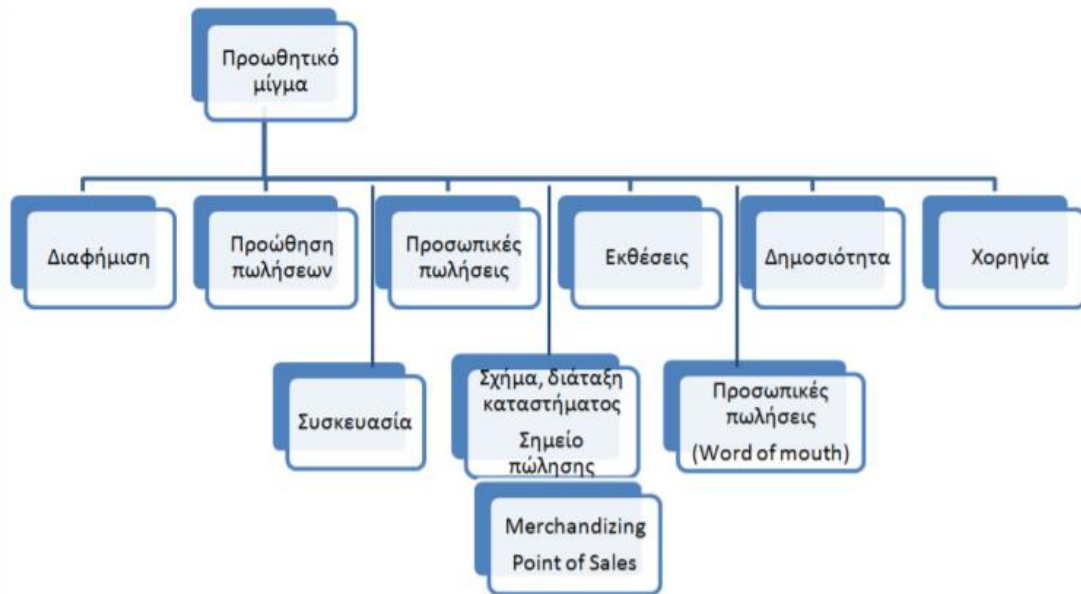 Προωθητικό
μίγμα
Διαφήμιση
Προώθηση
πωλήσεων
Προσωπικές
πωλήσεις
Εκθέσεις
Δημοσιότητα
Χορηγία
Συσκευασία
Σχήμα, διάταξη
καταστήματος
Σημείο
πώλησης
Προσωπικές
πωλήσεις
(Word of mouth)
Merchandizing
Point of Sales